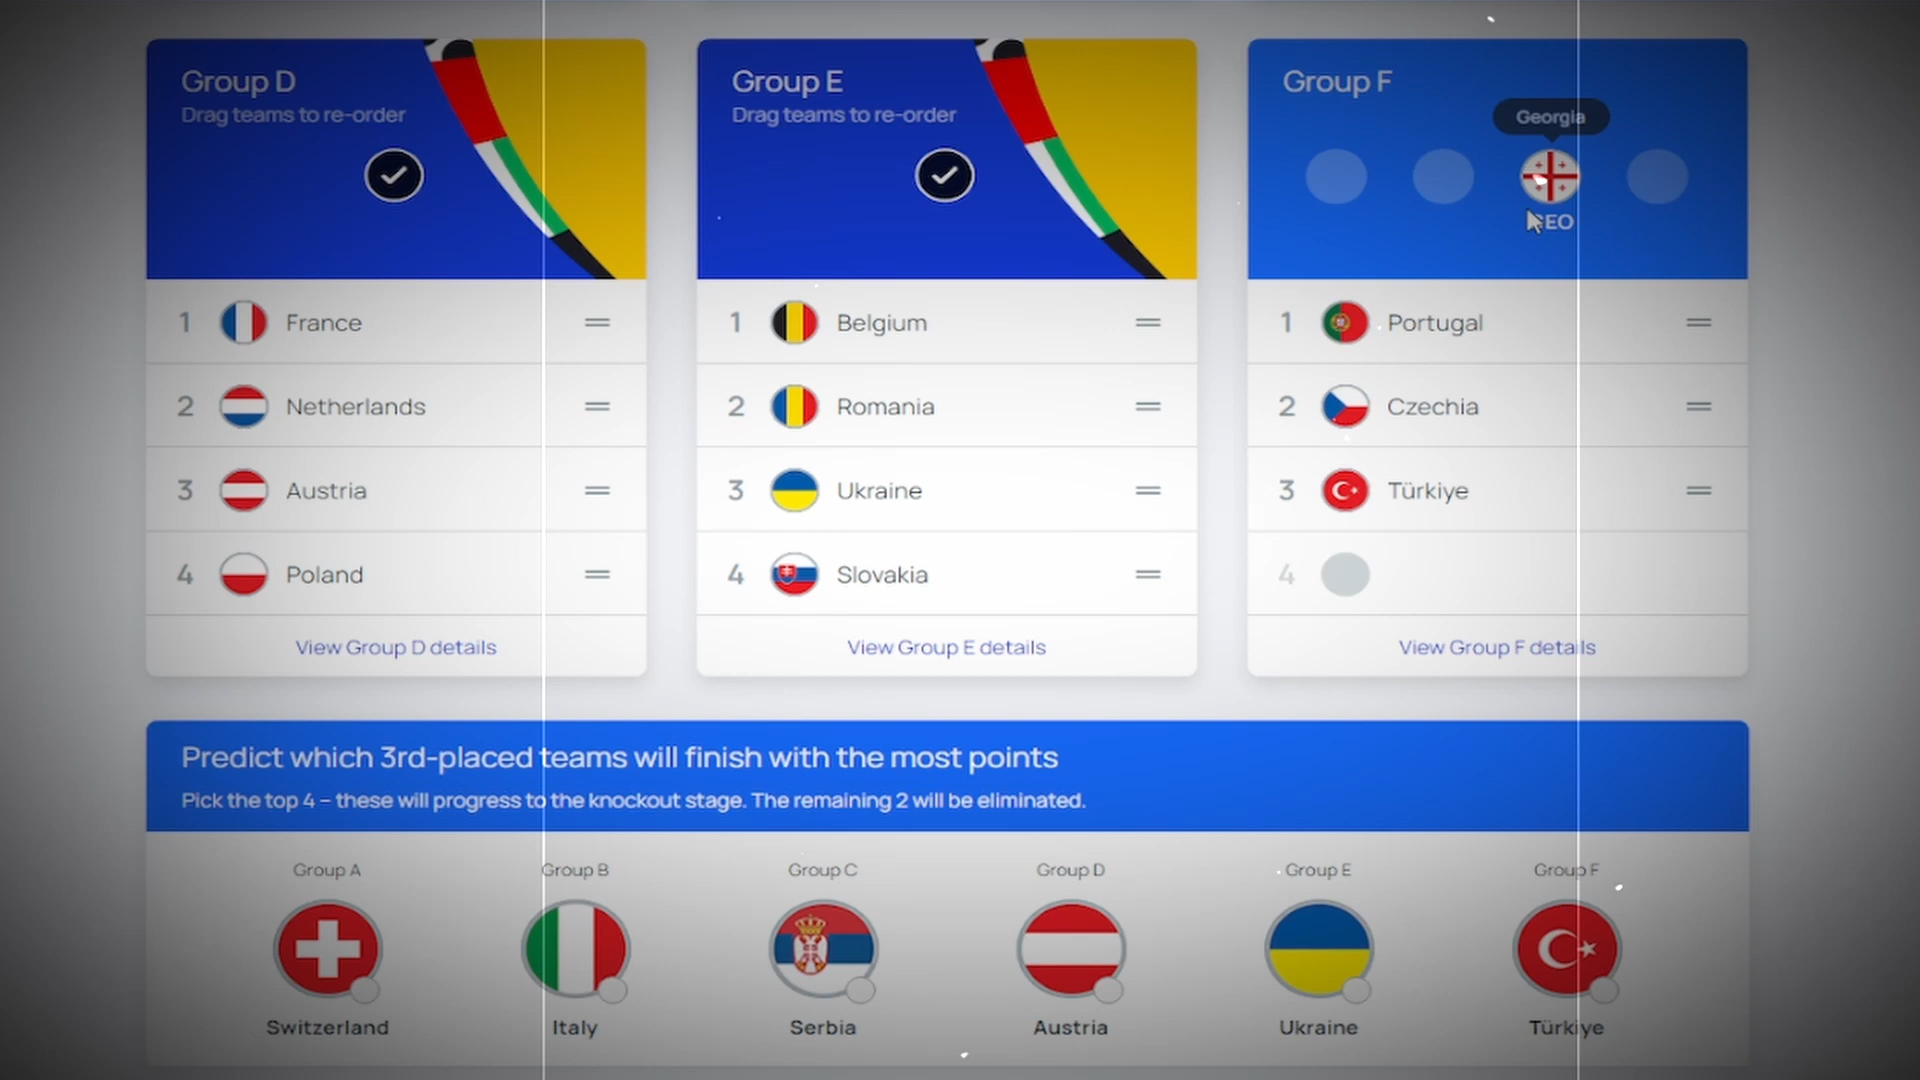 Group D
Drag teams to re-order
1 France
2 Netherlands
3 Austria
4 Poland
View Group D details
Group E
Drag teams to re-order
1 Belgium
2 Romania
3 Ukraine
4 Slovakia
View Group E details
Group F
Georgia
GEO
1 Portugal
2 Czechia
3 Türkiye
4
View Group F details
Predict which 3rd-placed teams will finish with the most points
Pick the top 4 – these will progress to the knockout stage. The remaining 2 will be eliminated.
Group A
Group B
Group C
Group D
Group E
Group F
Switzerland
Italy
Serbia
Austria
Ukraine
Türkiye